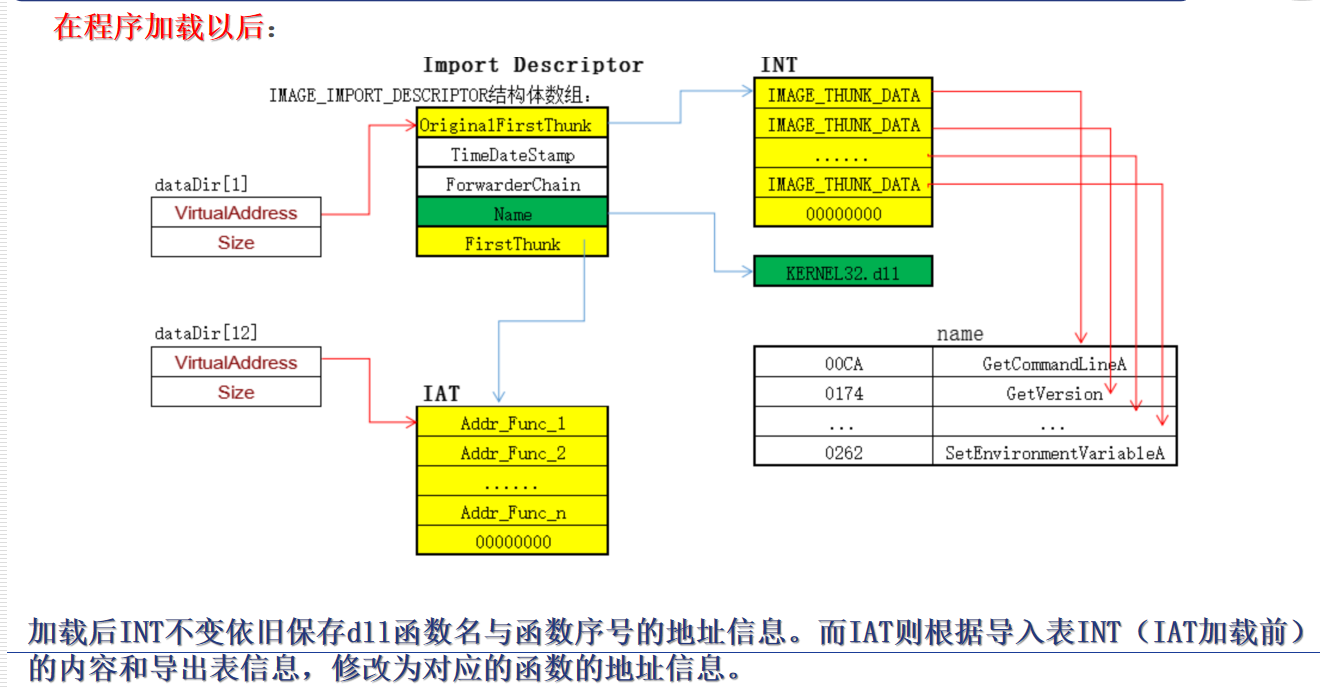 在程序加载以后:
Import Descriptor
INT
IMAGE_IMPORT_DESCRIPTOR结构体数组:
IMAGE_THUNK_DATA
OriginalFirstThunk
IMAGE_THUNK_DATA
TimeDateStamp
......
dataDir[1]
ForwarderChain
IMAGE_THUNK_DATA
VirtualAddress
Name
00000000
Size
FirstThunk
KERNEL32.dll
dataDir[12]
name
VirtualAddress
00CA
GetCommandLineA
Size
IAT
0174
GetVersion
Addr_Func_1
...
...
Addr_Func_2
0262
SetEnvironmentVariableA
......
Addr_Func_n
00000000
加载后INT不变依旧保存dll函数名与函数序号的地址信息。而IAT则根据导入表INT（IAT加载前）
的内容和导出表信息，修改为对应的函数的地址信息。